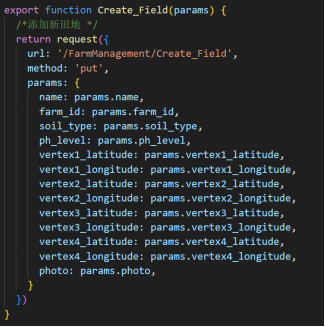 export function Create_Field(params) {
/*添加新田地 */
return request({
url: '/FarmManagement/Create_Field',
method: 'put',
params: {
name: params.name,
farm_id: params.farm_id,
soil_type: params.soil_type,
ph_level: params.ph_level,
vertex1_latitude: params.vertex1_latitude,
vertex1_longitude: params.vertex1_longitude,
vertex2_latitude: params.vertex2_latitude,
vertex2_longitude: params.vertex2_longitude,
vertex3_latitude: params.vertex3_latitude,
vertex3_longitude: params.vertex3_longitude,
vertex4_latitude: params.vertex4_latitude,
vertex4_longitude: params.vertex4_longitude,
photo: params.photo,
}
})
}